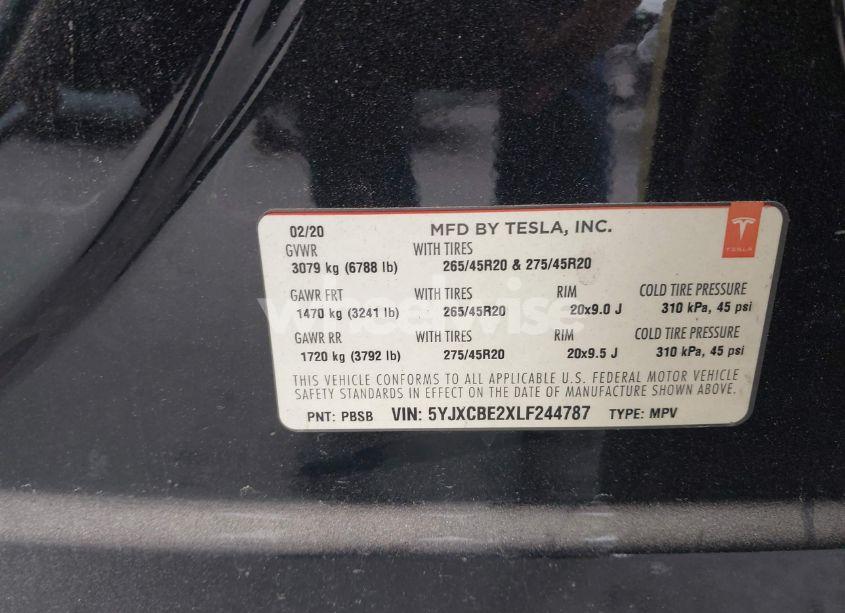 02/20 MFD BY TESLA, INC.
GVWR WITH TIRES
3079 kg (6788 lb) 265/45R20 & 275/45R20
GAWR FRT WITH TIRES RIM COLD TIRE PRESSURE
1470 kg (3241 lb) 265/45R20 20x9.0 J 310 kPa, 45 psi
GAWR RR WITH TIRES RIM COLD TIRE PRESSURE
1720 kg (3792 lb) 275/45R20 20x9.5 J 310 kPa, 45 psi
THIS VEHICLE CONFORMS TO ALL APPLICABLE U.S. FEDERAL MOTOR VEHICLE
SAFETY STANDARDS IN EFFECT ON THE DATE OF MANUFACTURE SHOWN ABOVE.
PNT: PBSB VIN: 5YJXCBE2XLF244787 TYPE: MPV
TESLA